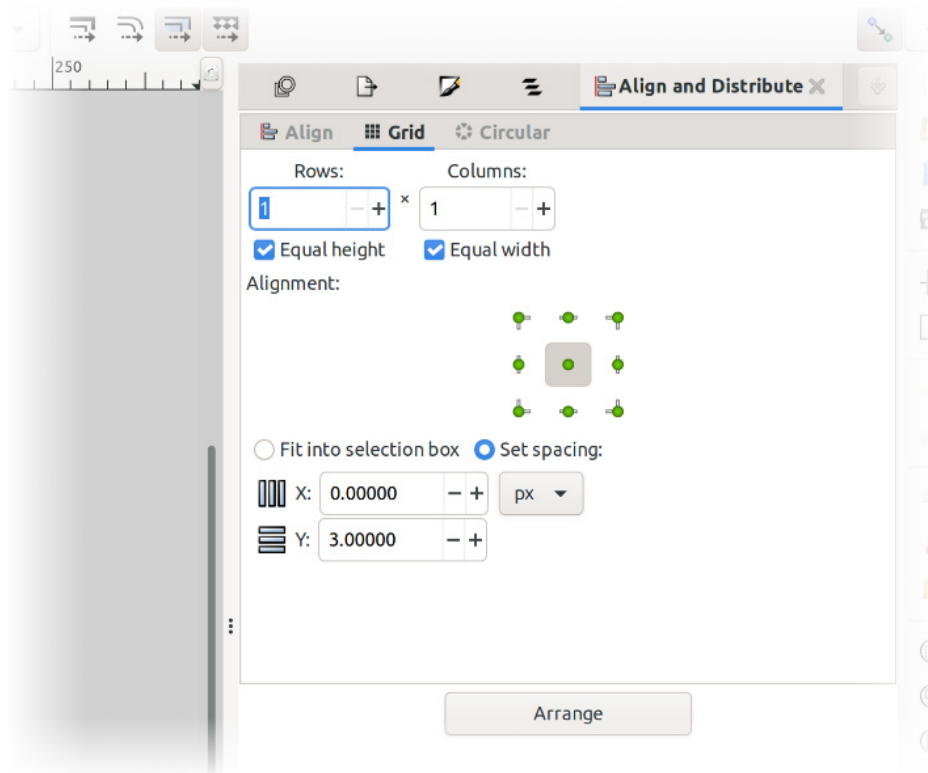 250
Align and Distribute
Align Grid Circular
Rows: Columns:
1 × 1
Equal height Equal width
Alignment:
Fit into selection box Set spacing:
X: 0.00000 px
Y: 3.00000
Arrange